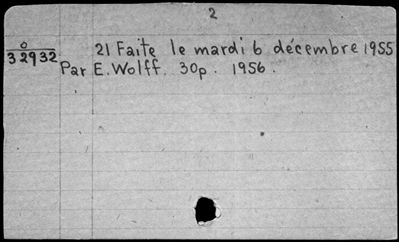 2
0
32932
21 Faite le mardi 6 décembre 1955
Par E. Wolff. 30p. 1956.